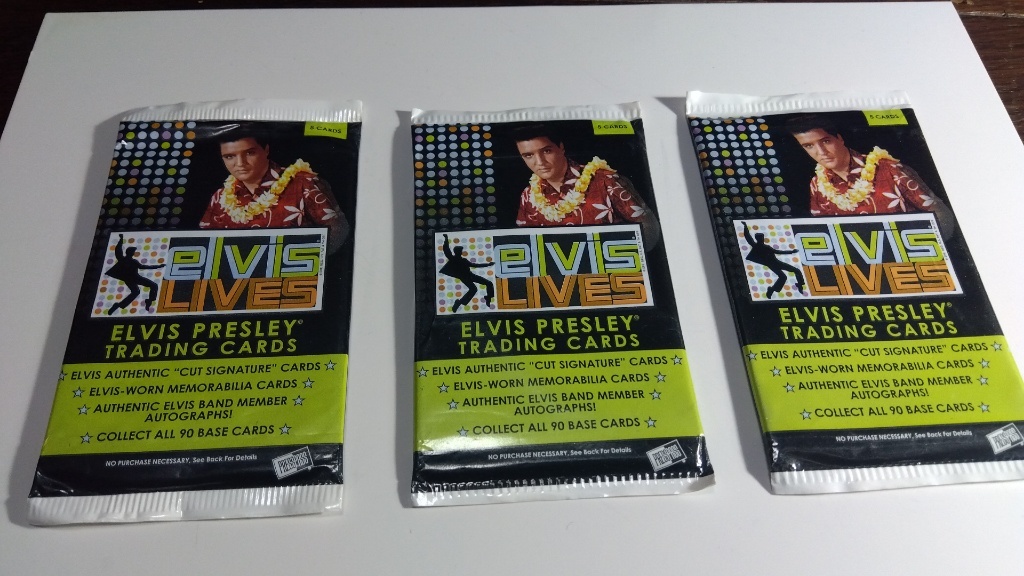 5-CARDS
elvis
LIVES
ELVIS PRESLEY®
TRADING CARDS
ELVIS AUTHENTIC "CUT SIGNATURE" CARDS
ELVIS-WORN MEMORABILIA CARDS
AUTHENTIC ELVIS BAND MEMBER
AUTOGRAPHS!
COLLECT ALL 90 BASE CARDS
NO PURCHASE NECESSARY, See Back For Details
5-CARDS
elvis
LIVES
ELVIS PRESLEY®
TRADING CARDS
ELVIS AUTHENTIC "CUT SIGNATURE" CARDS
ELVIS-WORN MEMORABILIA CARDS
AUTHENTIC ELVIS BAND MEMBER
AUTOGRAPHS!
COLLECT ALL 90 BASE CARDS
NO PURCHASE NECESSARY, See Back For Details
5-CARDS
elvis
LIVES
ELVIS PRESLEY®
TRADING CARDS
ELVIS AUTHENTIC "CUT SIGNATURE" CARDS
ELVIS-WORN MEMORABILIA CARDS
AUTHENTIC ELVIS BAND MEMBER
AUTOGRAPHS!
COLLECT ALL 90 BASE CARDS
NO PURCHASE NECESSARY, See Back For Details